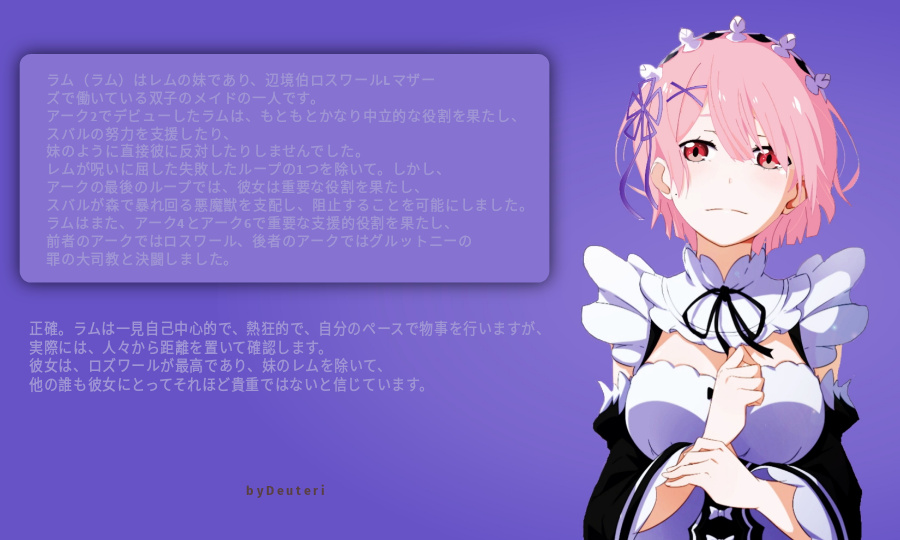 ラム（ラム）はレムの妹であり、辺境伯ロスワールLマザー
ズで働いている双子のメイドの一人です。
アーク2でデビューしたラムは、もともとかなり中立的な役割を果たし、
スバルの努力を支援したり、
妹のように直接彼に反対したりしませんでした。
レムが呪いに屈した失敗したループの1つを除いて。しかし、
アークの最後のループでは、彼女は重要な役割を果たし、
スバルが森で暴れ回る悪魔獣を支配し、阻止することを可能にしました。
ラムはまた、アーク4とアーク6で重要な支援的役割を果たし、
前者のアークではロスワール、後者のアークではグルットニーの
罪の大司教と決闘しました。
正確。ラムは一見自己中心的で、熱狂的で、自分のペースで物事を行いますが、
実際には、人々から距離を置いて確認します。
彼女は、ロズワールが最高であり、妹のレムを除いて、
他の誰も彼女にとってそれほど貴重ではないと信じています。
byDeuteri